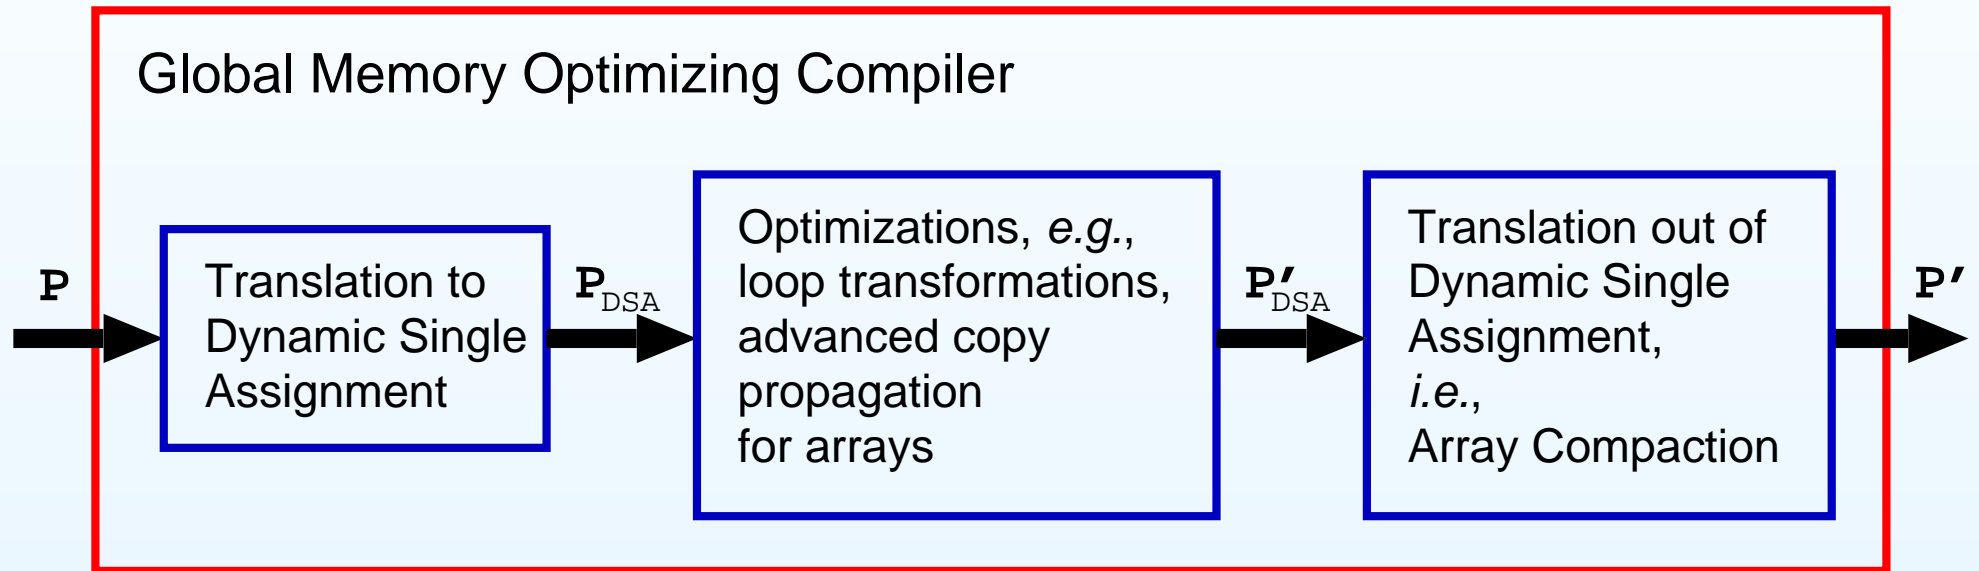 Global Memory Optimizing Compiler
P
Translation to
Dynamic Single
Assignment
P DSA
Optimizations, e.g.,
loop transformations,
advanced copy
propagation
for arrays
P′ DSA
Translation out of
Dynamic Single
Assignment,
i.e.,
Array Compaction
P′